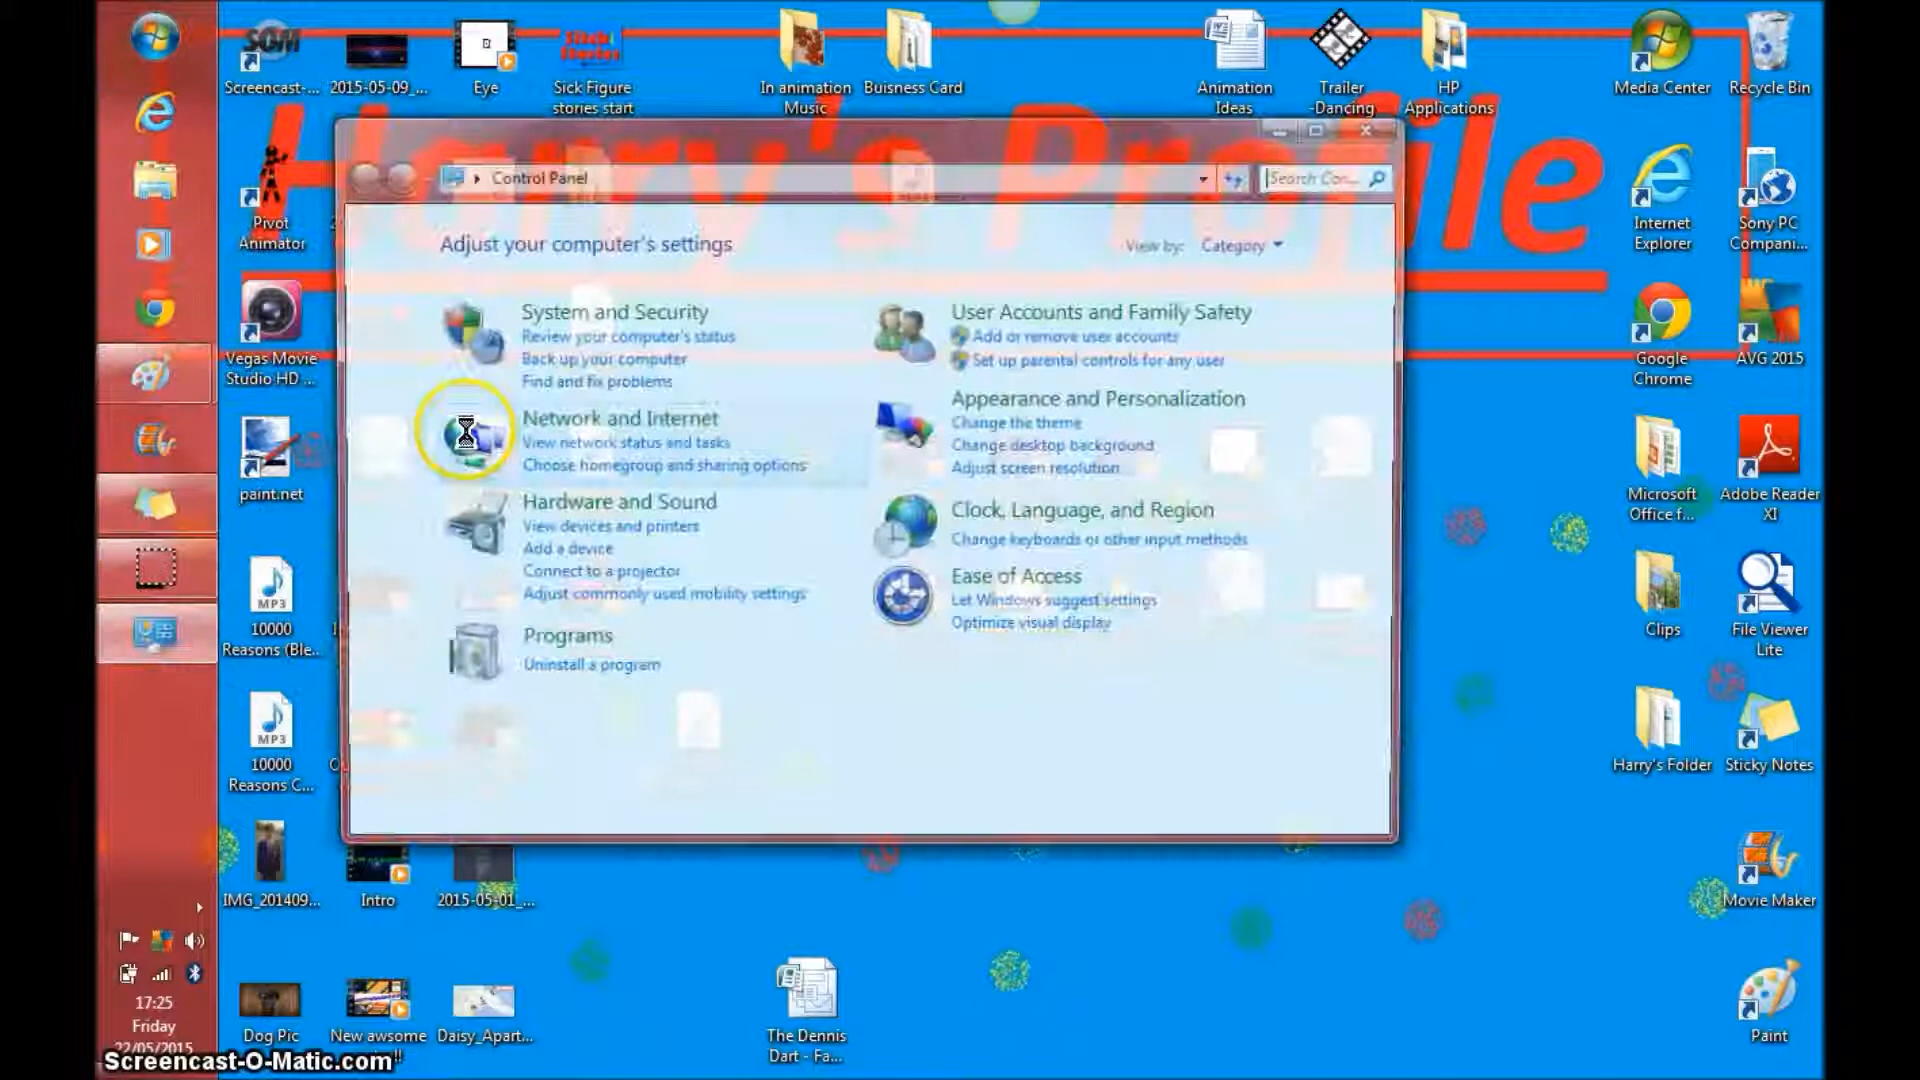 Screencast-...
2015-05-09_...
Eye
Sick Figure
stories start
In animation
Music
Buisness Card
Animation
Ideas
Trailer
-Dancing
HP
Applications
Media Center
Recycle Bin
Harry's Profile
Control Panel
Search Con...
Adjust your computer's settings
View by: Category
System and Security
Review your computer's status
Back up your computer
Find and fix problems
Network and Internet
View network status and tasks
Choose homegroup and sharing options
Hardware and Sound
View devices and printers
Add a device
Connect to a projector
Adjust commonly used mobility settings
Programs
Uninstall a program
User Accounts and Family Safety
Add or remove user accounts
Set up parental controls for any user
Appearance and Personalization
Change the theme
Change desktop background
Adjust screen resolution
Clock, Language, and Region
Change keyboards or other input methods
Ease of Access
Let Windows suggest settings
Optimize visual display
Pivot
Animator
Vegas Movie
Studio HD ...
paint.net
MP3
10000
Reasons (Ble...
MP3
10000
Reasons C...
IMG_201409...
Intro
2015-05-01_...
Dog Pic
New awsome
!!
Daisy_Apart...
The Dennis
Dart - Fa...
Internet
Explorer
Sony PC
Compani...
Google
Chrome
AVG 2015
Microsoft
Office f...
Adobe Reader
XI
Clips
File Viewer
Lite
Harry's Folder
Sticky Notes
Movie Maker
Paint
17:25
Friday
22/05/2015
Screencast-O-Matic.com